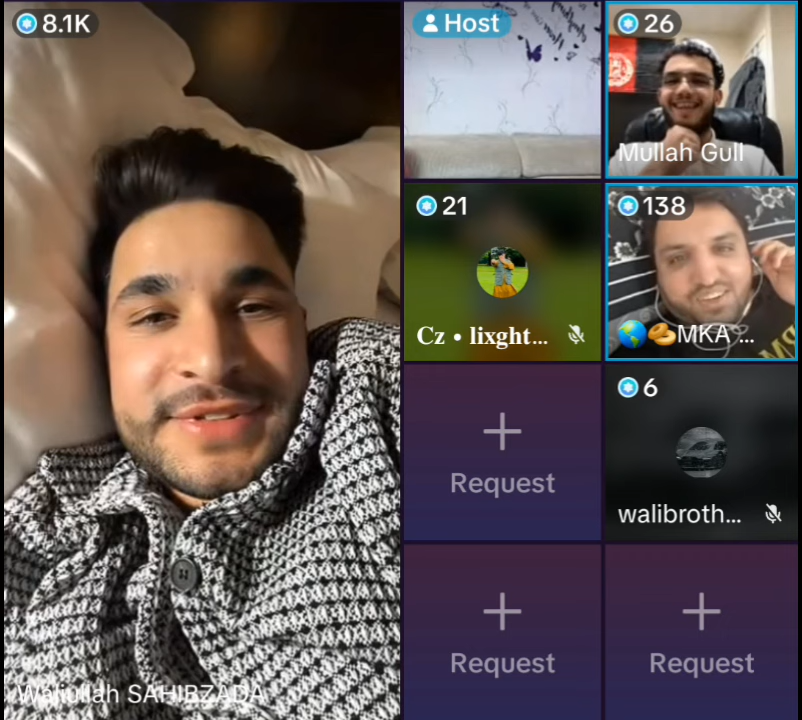 8.1K
Waliullah SAHIBZADA
Host
26
Mullah Gull
21
Cz • lixght...
138
🌎🥯MKA ...
Request
6
walibroth...
Request
Request